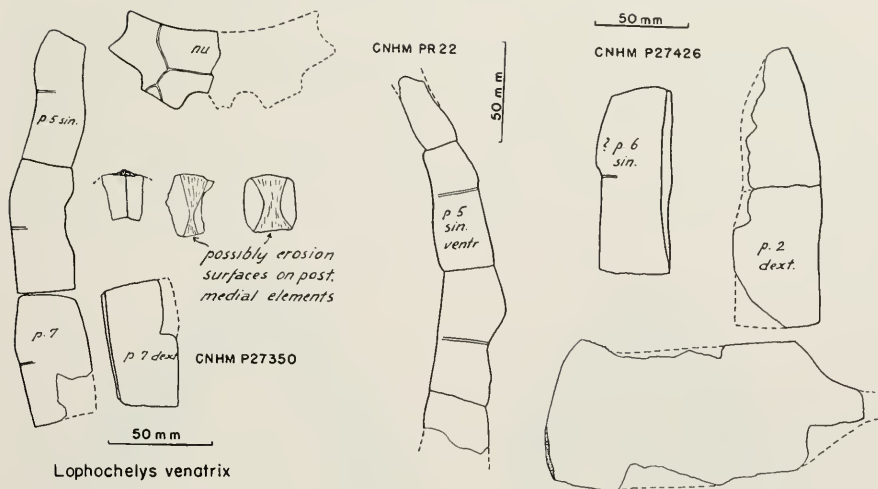 nu
p 5 sin.
possibly erosion
surfaces on post.
medial elements
p. 7
p 7 dext
CNHM P27350
50 mm
Lophochelys venatrix
CNHM PR 22
50 mm
p 5
sin.
ventr
50 mm
CNHM P27426
? p. 6
sin.
p. 2
dext.